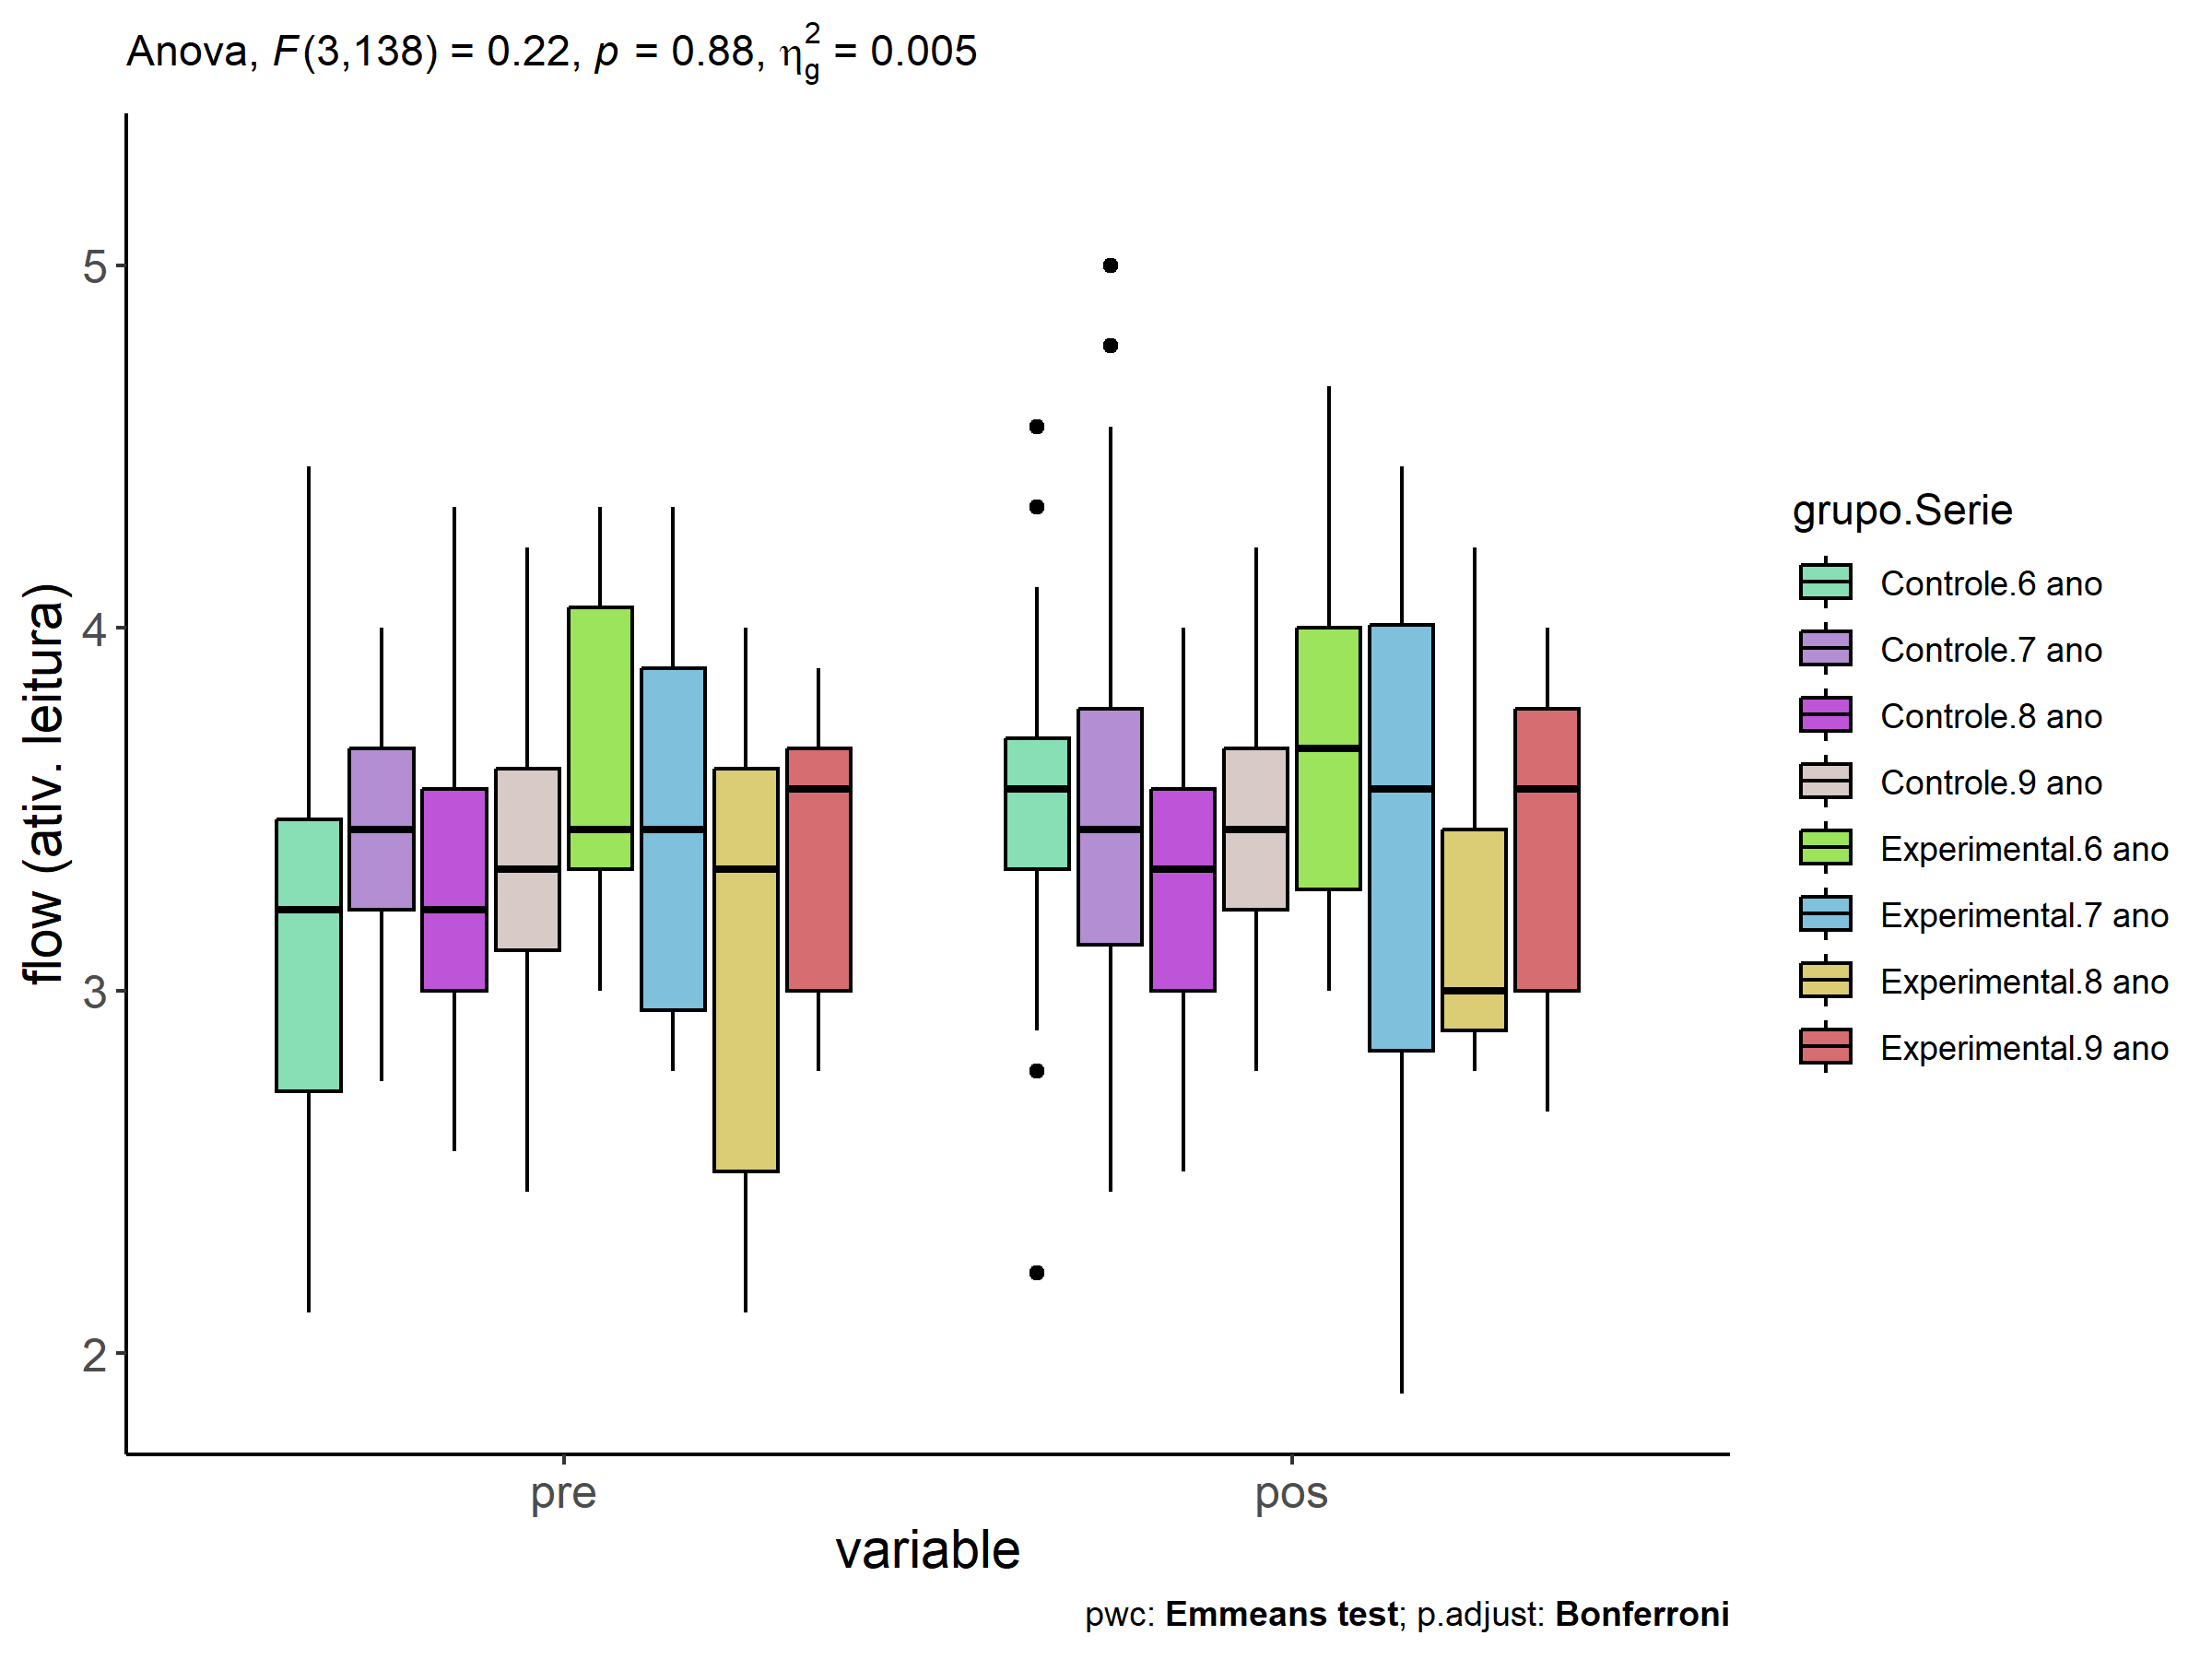 Anova, F(3,138) = 0.22, p = 0.88, η²g = 0.005
flow (ativ. leitura)
5
4
3
2
pre
pos
variable
grupo.Serie
Controle.6 ano
Controle.7 ano
Controle.8 ano
Controle.9 ano
Experimental.6 ano
Experimental.7 ano
Experimental.8 ano
Experimental.9 ano
pwc: Emmeans test; p.adjust: Bonferroni